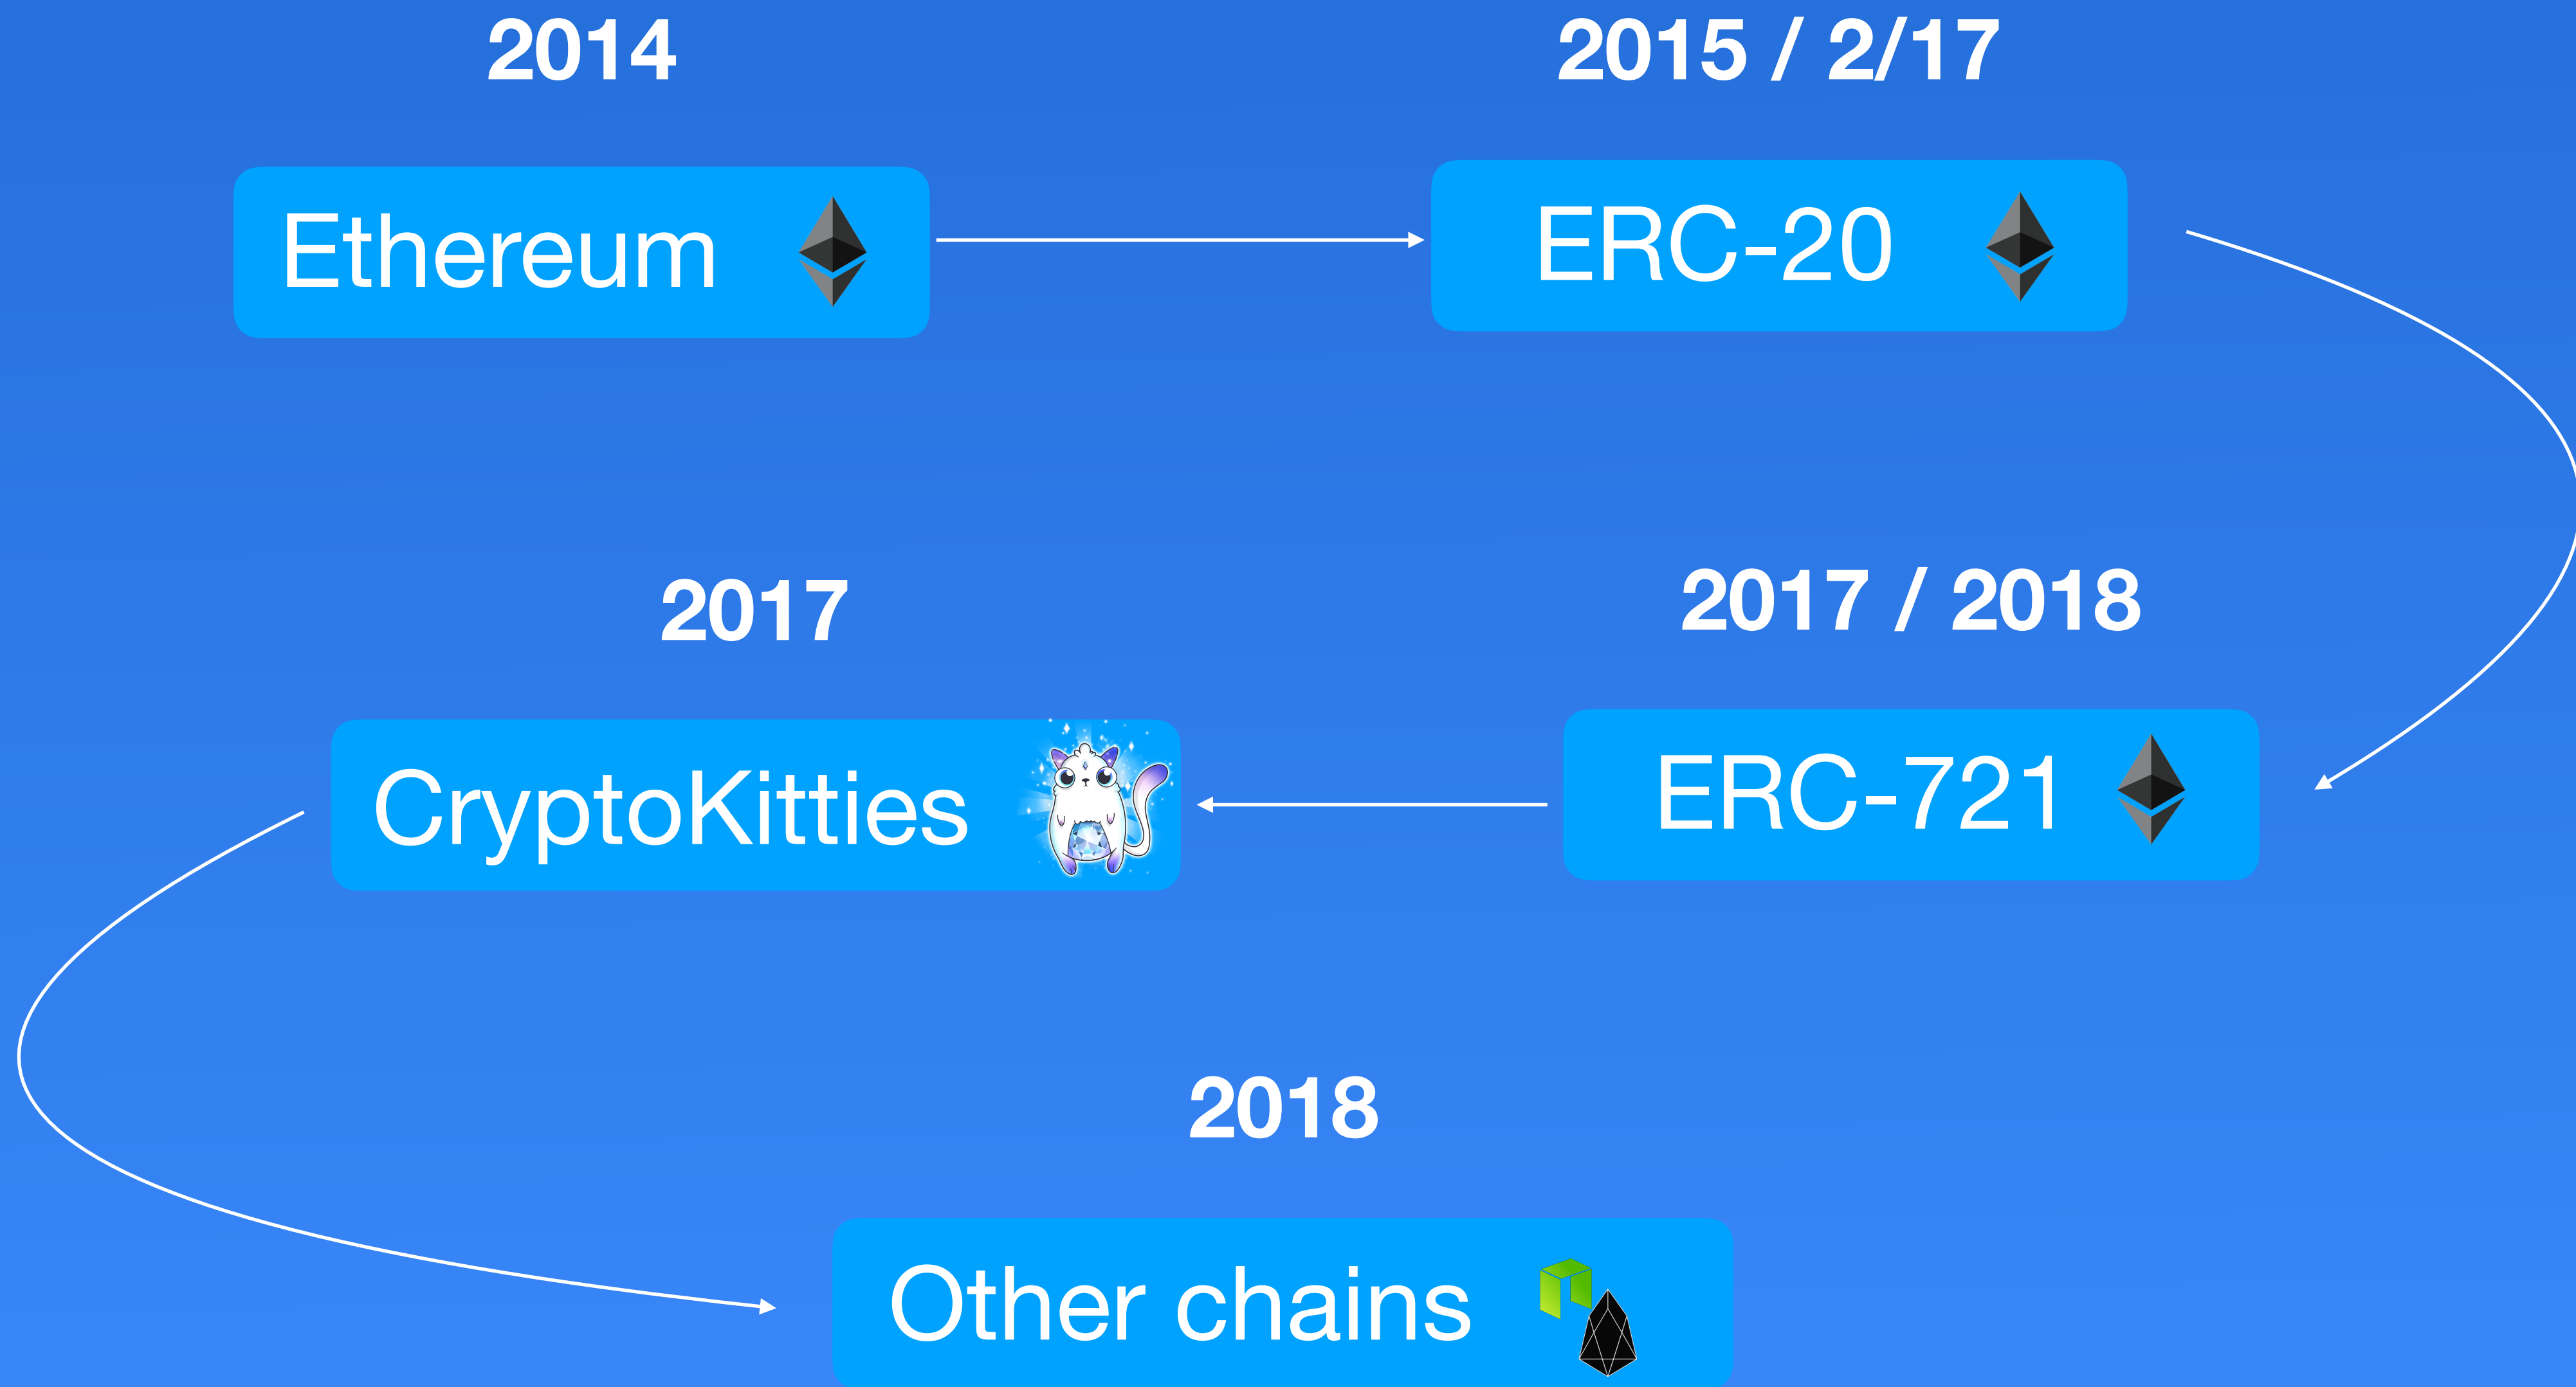 2014
Ethereum
2015 / 2/17
ERC-20
2017 / 2018
ERC-721
2017
CryptoKitties
2018
Other chains